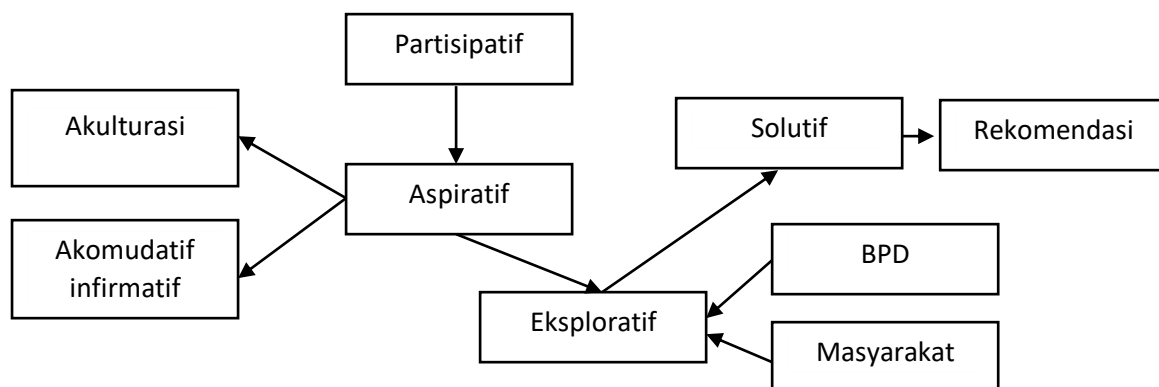 Partisipatif
Akulturasi
Solutif
Rekomendasi
Aspiratif
Akomudatif
infirmatif
BPD
Eksploratif
Masyarakat